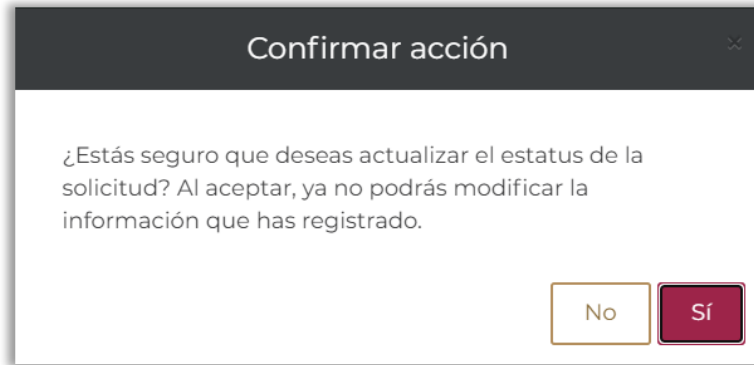 Confirmar acción
×
¿Estás seguro que deseas actualizar el estatus de la
solicitud? Al aceptar, ya no podrás modificar la
información que has registrado.
No
Sí